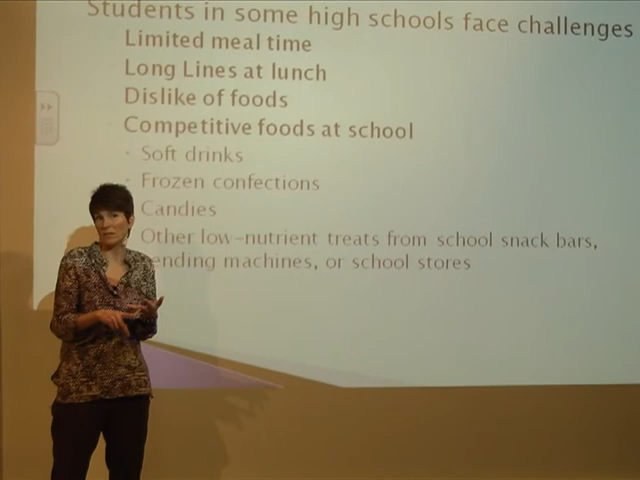 Students in some high schools face challenges
Limited meal time
Long Lines at lunch
Dislike of foods
Competitive foods at school
- Soft drinks
- Frozen confections
Candies
Other low-nutrient treats from school snack bars,
ending machines, or school stores